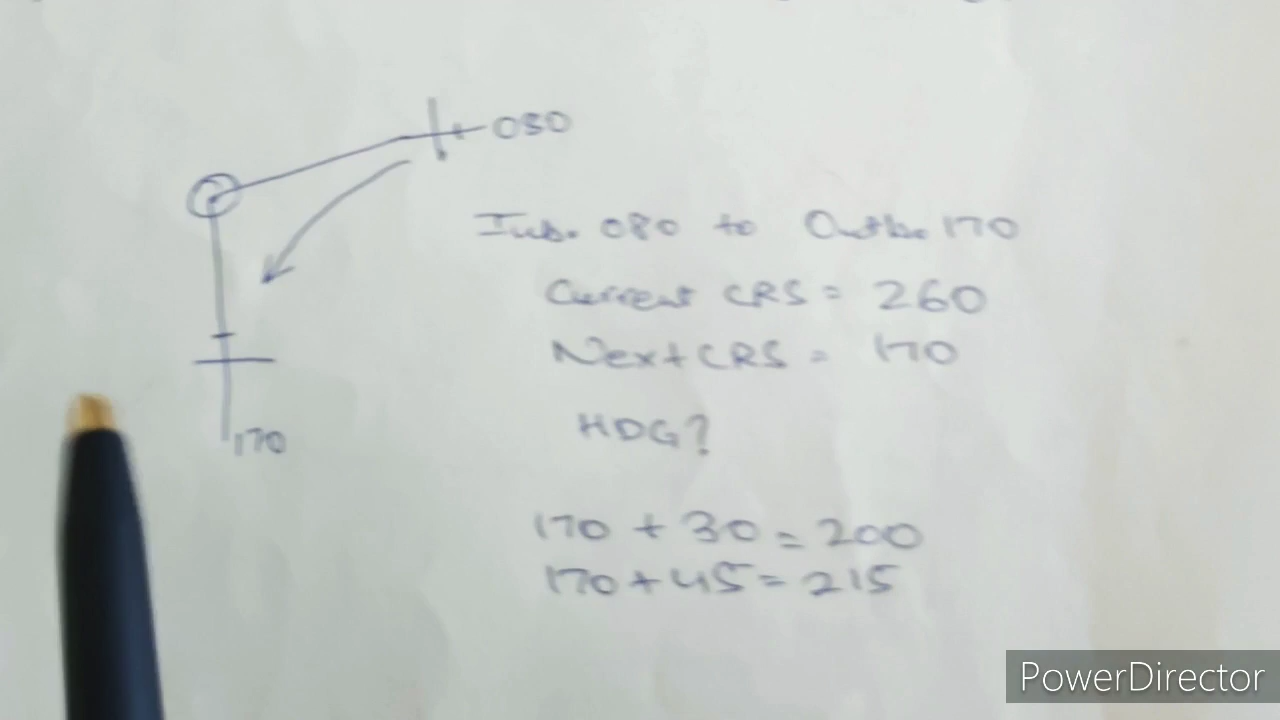 080
Inb. 080 to Outb. 170
Current CRS = 260
Next CRS = 170
HDG?
170
170 + 30 = 200
170 + 45 = 215
PowerDirector